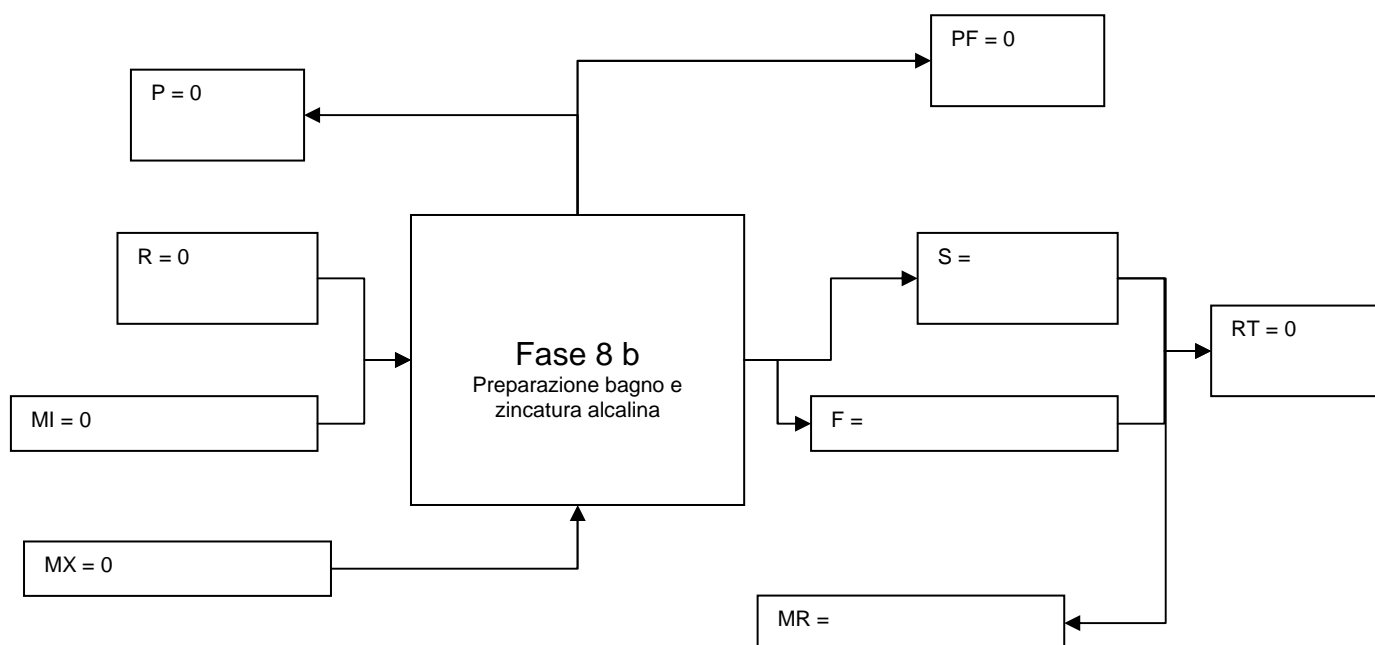 PF = 0
P = 0
R = 0
S =
RT = 0
Fase 8 b
Preparazione bagno e
zincatura alcalina
MI = 0
F =
MX = 0
MR =